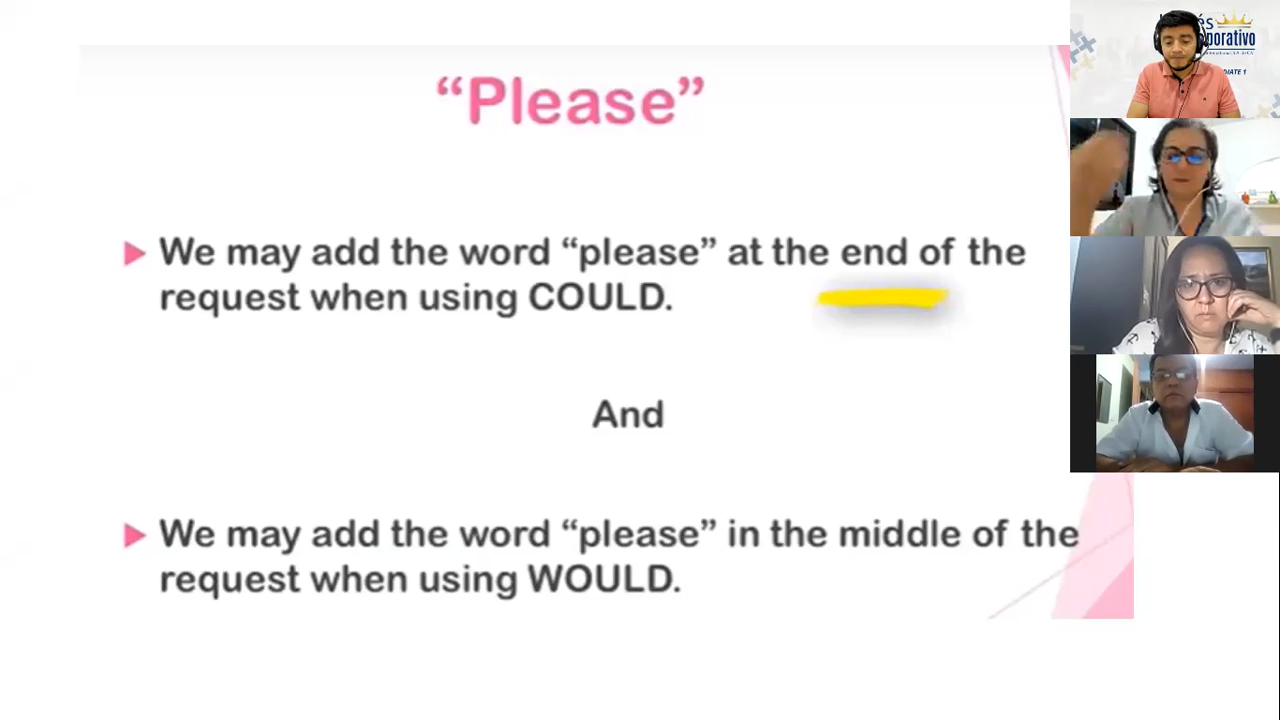 “Please”
We may add the word “please” at the end of the
request when using COULD.
And
We may add the word “please” in the middle of the
request when using WOULD.